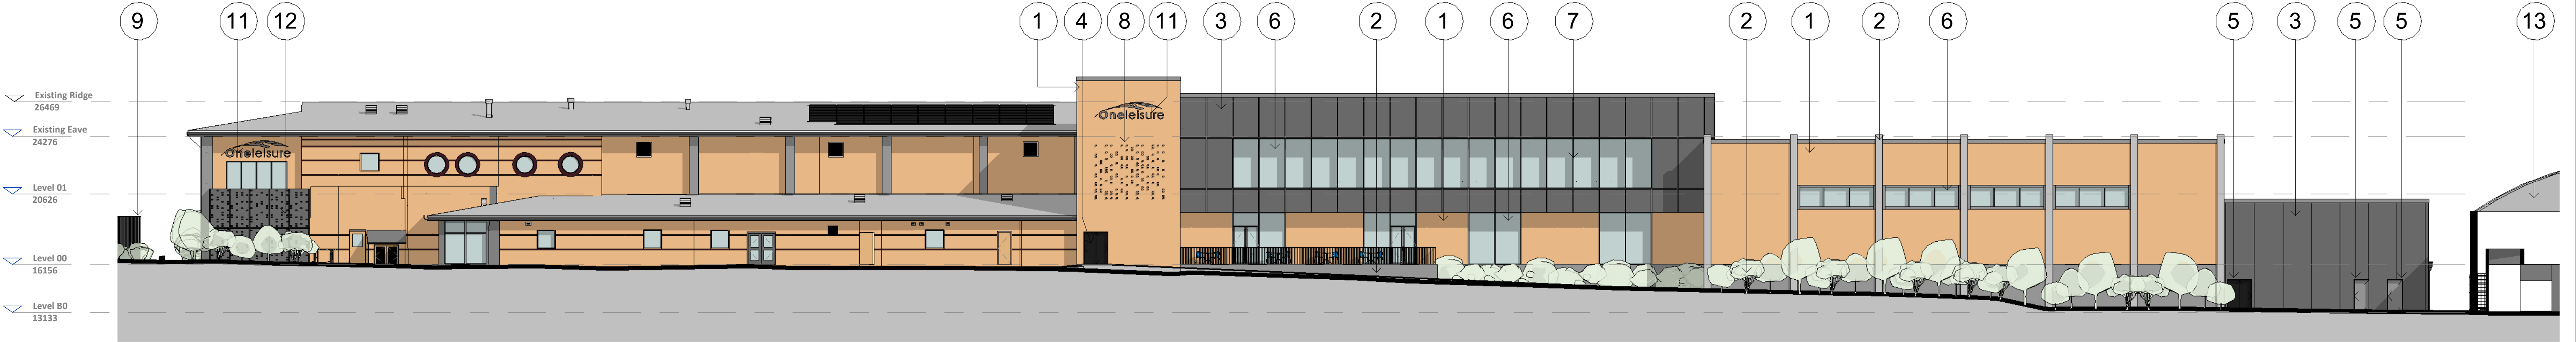 9 11 12 1 4 8 11 3 6 2 1 6 7 2 1 2 6 5 3 5 5 13
Existing Ridge
26469
Existing Eave
24276
Level 01
20626
Level 00
16156
Level B0
13133
Oneleisure
Oneleisure